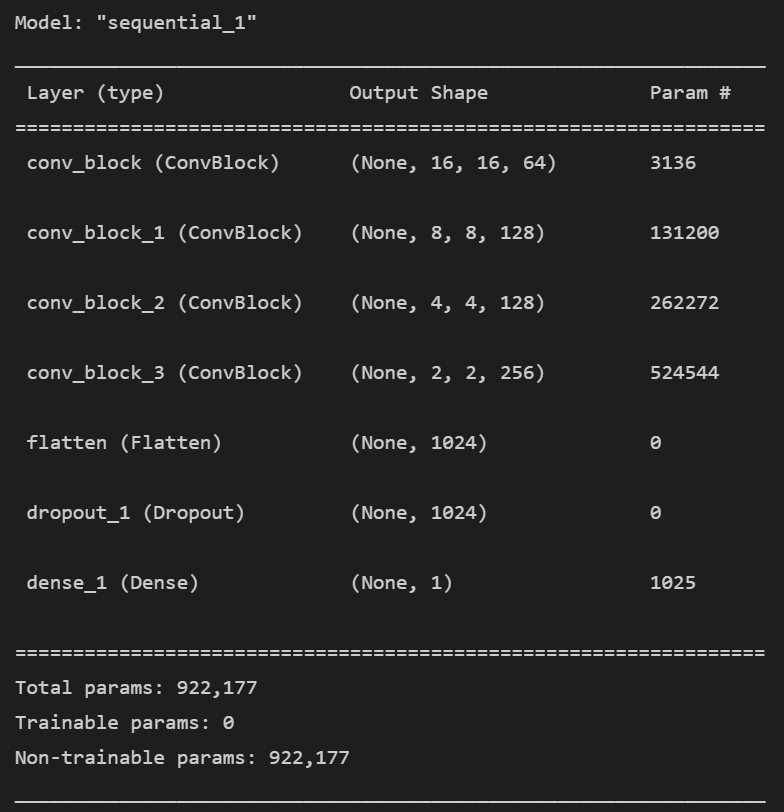 Model: "sequential_1"
_________________________________________________________________
Layer (type) Output Shape Param #
=================================================================
conv_block (ConvBlock) (None, 16, 16, 64) 3136
conv_block_1 (ConvBlock) (None, 8, 8, 128) 131200
conv_block_2 (ConvBlock) (None, 4, 4, 128) 262272
conv_block_3 (ConvBlock) (None, 2, 2, 256) 524544
flatten (Flatten) (None, 1024) 0
dropout_1 (Dropout) (None, 1024) 0
dense_1 (Dense) (None, 1) 1025
=================================================================
Total params: 922,177
Trainable params: 0
Non-trainable params: 922,177
_________________________________________________________________